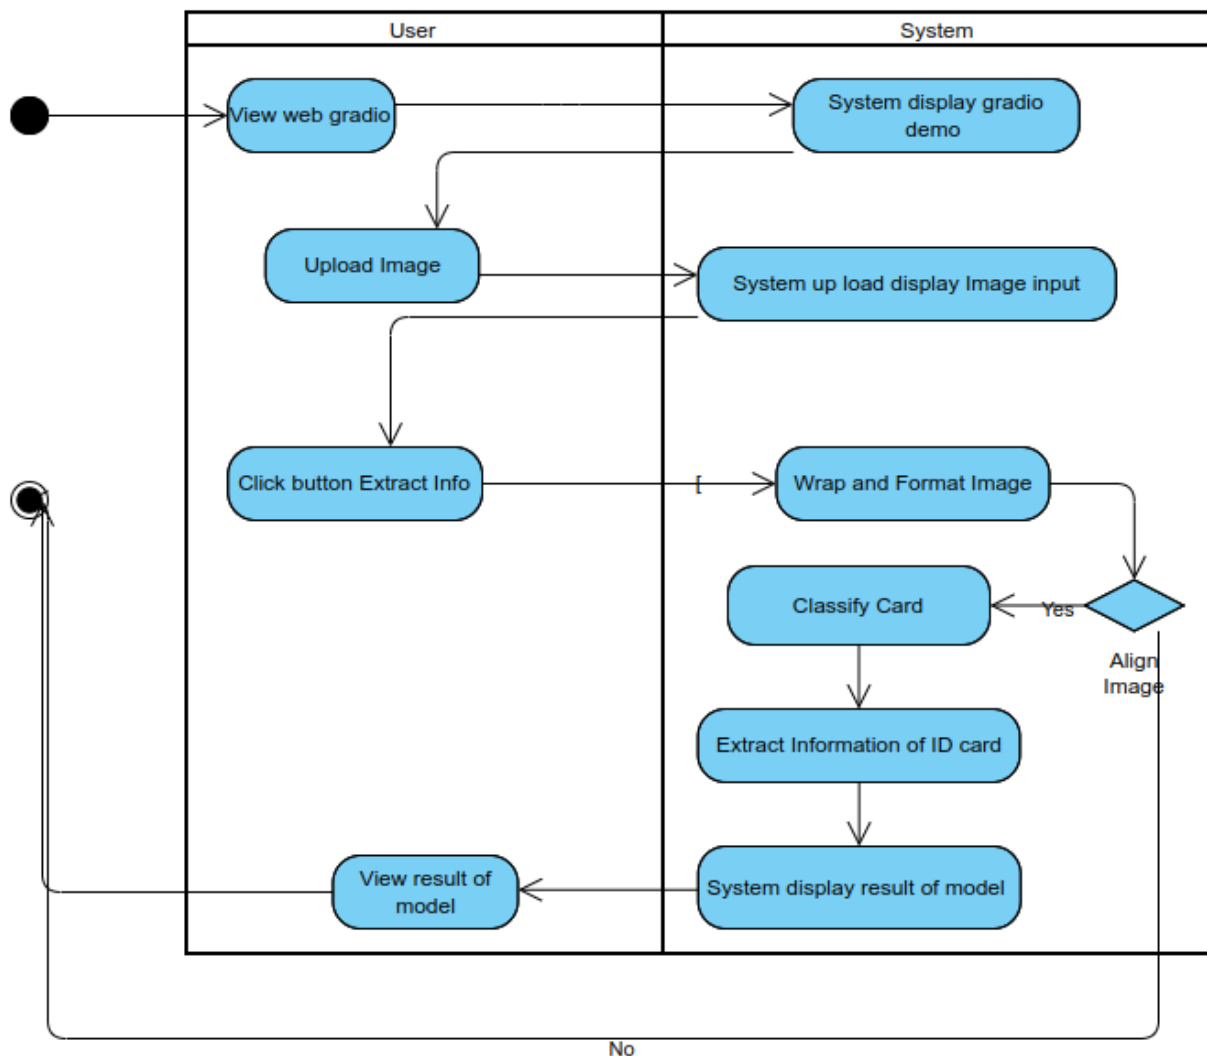 User
System
View web gradio
System display gradio
demo
Upload Image
System up load display Image input
Click button Extract Info
[
Wrap and Format Image
Classify Card
Yes
Align
Image
Extract Information of ID card
View result of
model
System display result of model
No